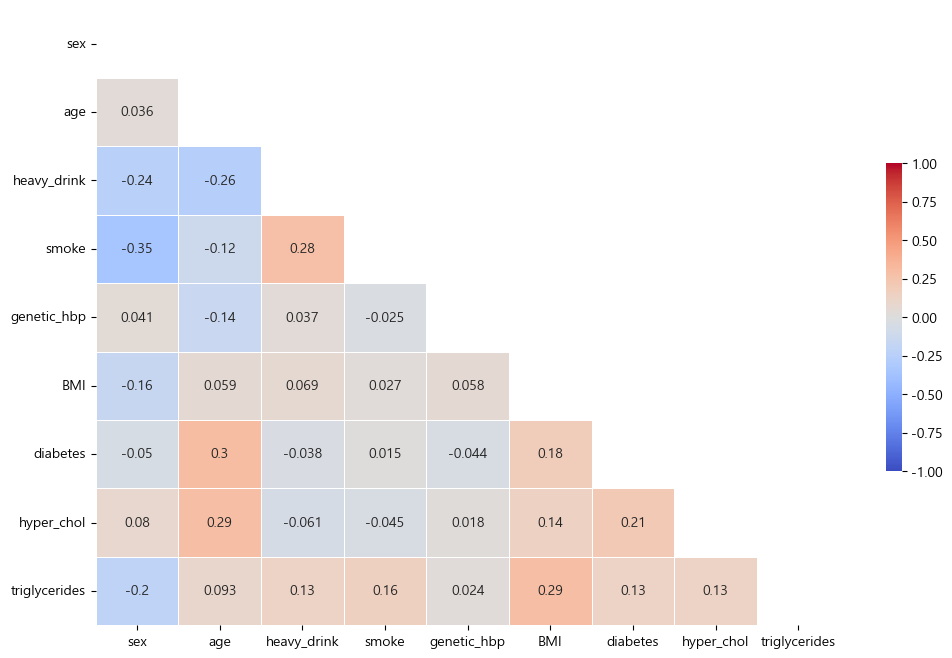 sex
age 0.036
heavy_drink -0.24 -0.26
smoke -0.35 -0.12 0.28
genetic_hbp 0.041 -0.14 0.037 -0.025
BMI -0.16 0.059 0.069 0.027 0.058
diabetes -0.05 0.3 -0.038 0.015 -0.044 0.18
hyper_chol 0.08 0.29 -0.061 -0.045 0.018 0.14 0.21
triglycerides -0.2 0.093 0.13 0.16 0.024 0.29 0.13 0.13
sex age heavy_drink smoke genetic_hbp BMI diabetes hyper_chol triglycerides
1.00
0.75
0.50
0.25
0.00
-0.25
-0.50
-0.75
-1.00